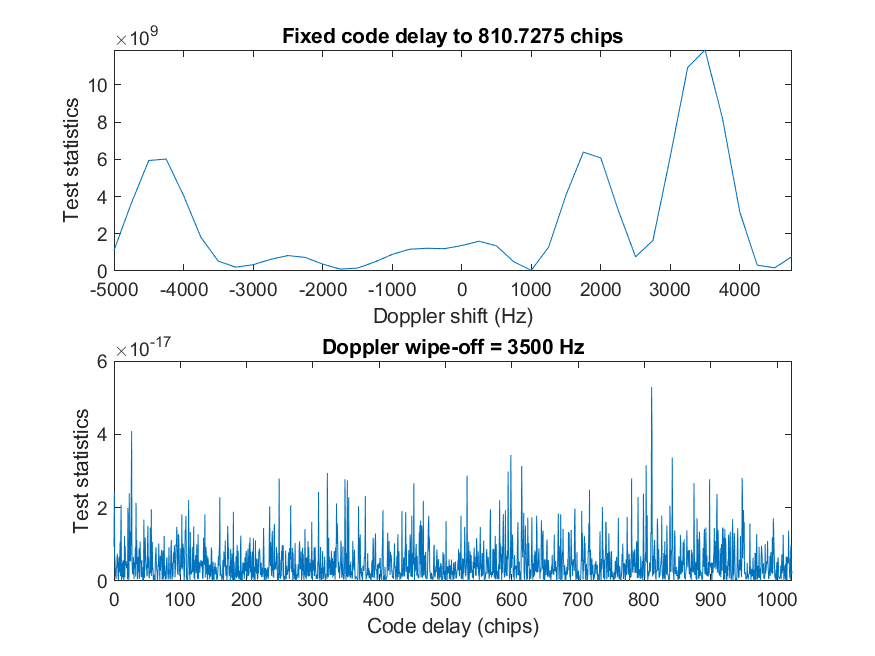 ×10^9
Fixed code delay to 810.7275 chips
Test statistics
10
8
6
4
2
0
-5000 -4000 -3000 -2000 -1000 0 1000 2000 3000 4000
Doppler shift (Hz)
×10^-17
Doppler wipe-off = 3500 Hz
Test statistics
6
4
2
0
0 100 200 300 400 500 600 700 800 900 1000
Code delay (chips)